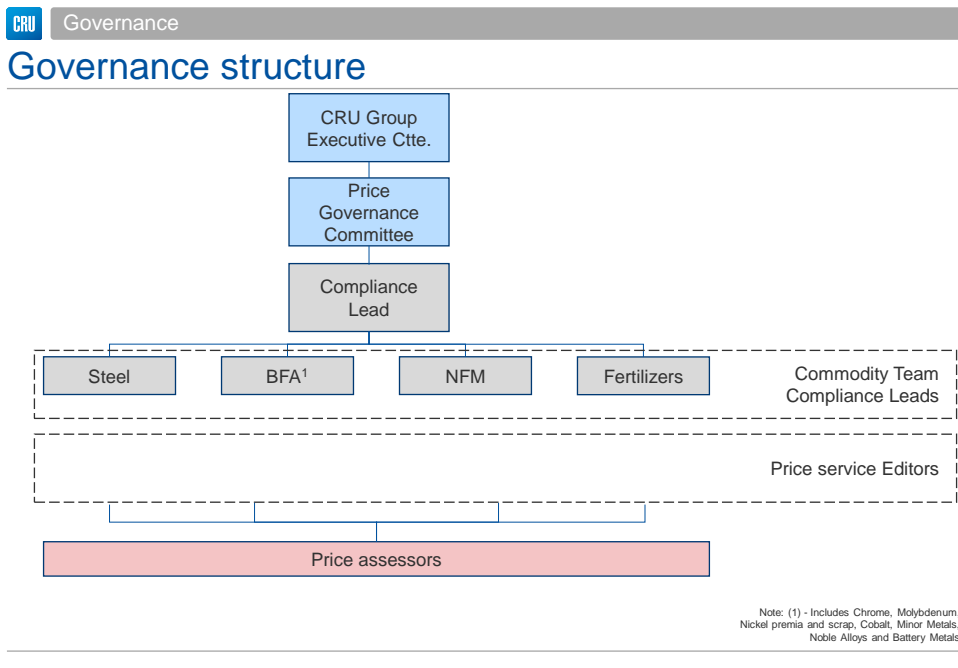 CRU
Governance
Governance structure
CRU Group
Executive Ctte.
Price
Governance
Committee
Compliance
Lead
Steel
BFA¹
NFM
Fertilizers
Commodity Team
Compliance Leads
Price service Editors
Price assessors
Note: (1) - Includes Chrome, Molybdenum,
Nickel premia and scrap, Cobalt, Minor Metals,
Noble Alloys and Battery Metals